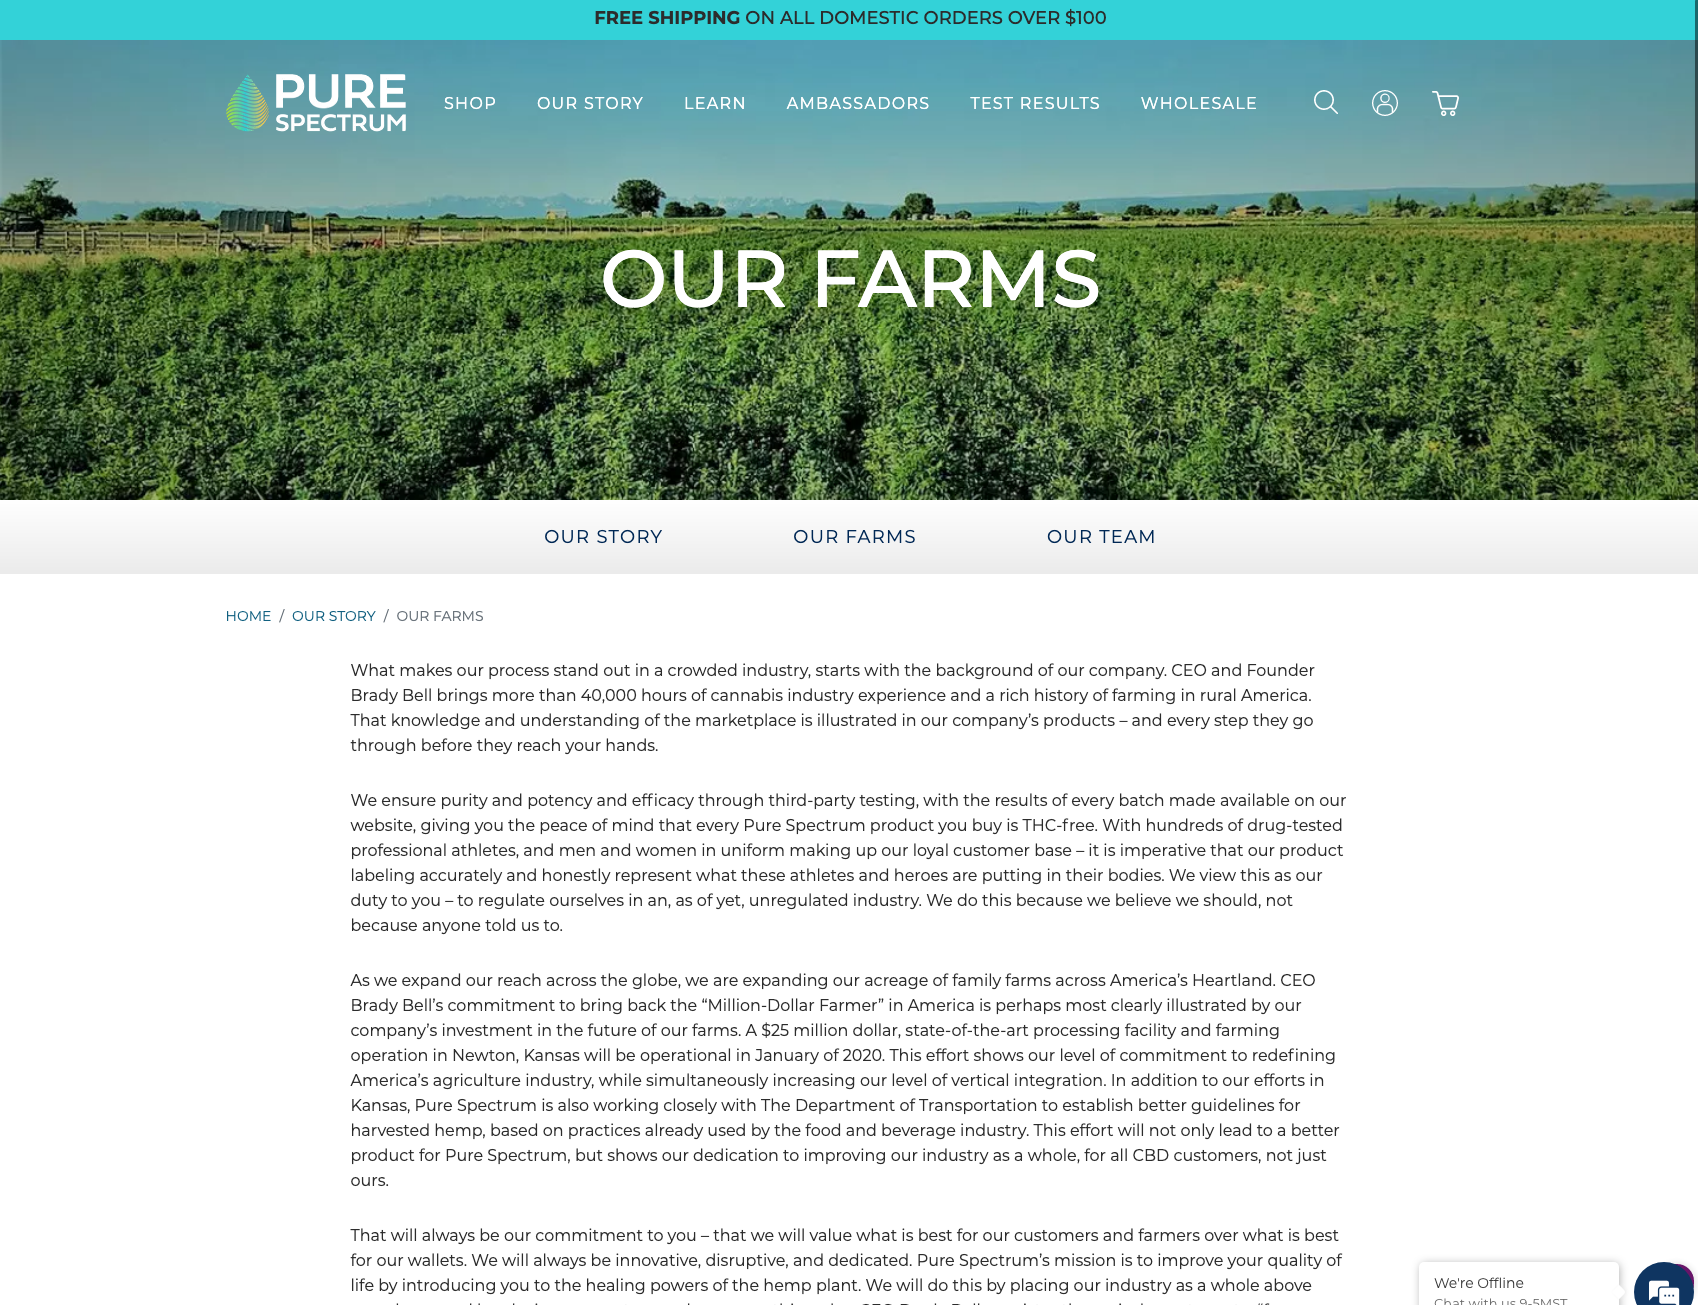 FREE SHIPPING ON ALL DOMESTIC ORDERS OVER $100
PURE
SPECTRUM
SHOP
OUR STORY
LEARN
AMBASSADORS
TEST RESULTS
WHOLESALE
OUR FARMS
OUR STORY
OUR FARMS
OUR TEAM
HOME / OUR STORY / OUR FARMS
What makes our process stand out in a crowded industry, starts with the background of our company. CEO and Founder
Brady Bell brings more than 40,000 hours of cannabis industry experience and a rich history of farming in rural America.
That knowledge and understanding of the marketplace is illustrated in our company’s products – and every step they go
through before they reach your hands.
We ensure purity and potency and efficacy through third-party testing, with the results of every batch made available on our
website, giving you the peace of mind that every Pure Spectrum product you buy is THC-free. With hundreds of drug-tested
professional athletes, and men and women in uniform making up our loyal customer base – it is imperative that our product
labeling accurately and honestly represent what these athletes and heroes are putting in their bodies. We view this as our
duty to you – to regulate ourselves in an, as of yet, unregulated industry. We do this because we believe we should, not
because anyone told us to.
As we expand our reach across the globe, we are expanding our acreage of family farms across America’s Heartland. CEO
Brady Bell’s commitment to bring back the “Million-Dollar Farmer” in America is perhaps most clearly illustrated by our
company’s investment in the future of our farms. A $25 million dollar, state-of-the-art processing facility and farming
operation in Newton, Kansas will be operational in January of 2020. This effort shows our level of commitment to redefining
America’s agriculture industry, while simultaneously increasing our level of vertical integration. In addition to our efforts in
Kansas, Pure Spectrum is also working closely with The Department of Transportation to establish better guidelines for
harvested hemp, based on practices already used by the food and beverage industry. This effort will not only lead to a better
product for Pure Spectrum, but shows our dedication to improving our industry as a whole, for all CBD customers, not just
ours.
That will always be our commitment to you – that we will value what is best for our customers and farmers over what is best
for our wallets. We will always be innovative, disruptive, and dedicated. Pure Spectrum’s mission is to improve your quality of
life by introducing you to the healing powers of the hemp plant. We will do this by placing our industry as a whole above
We're Offline
Chat with us 9-5MST